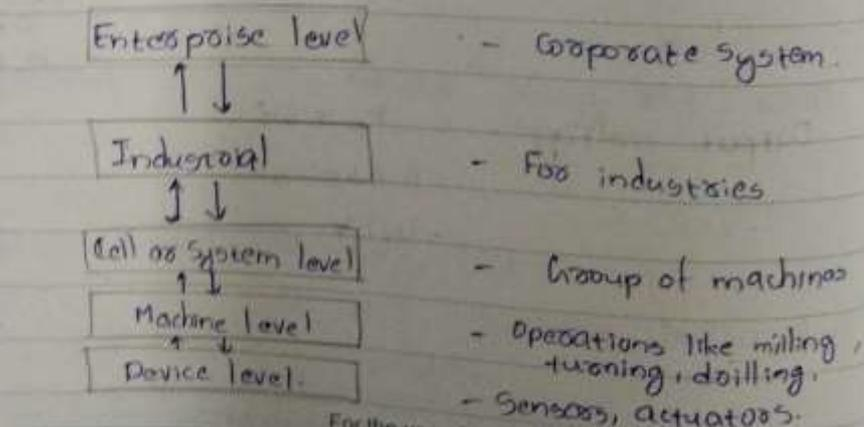 Enterprise level - Corporate system.
Industrial - For industries
Cell or System level - Group of machines
Machine level - Operations like milling,
turning, drilling.
Device level. - Sensors, actuators.